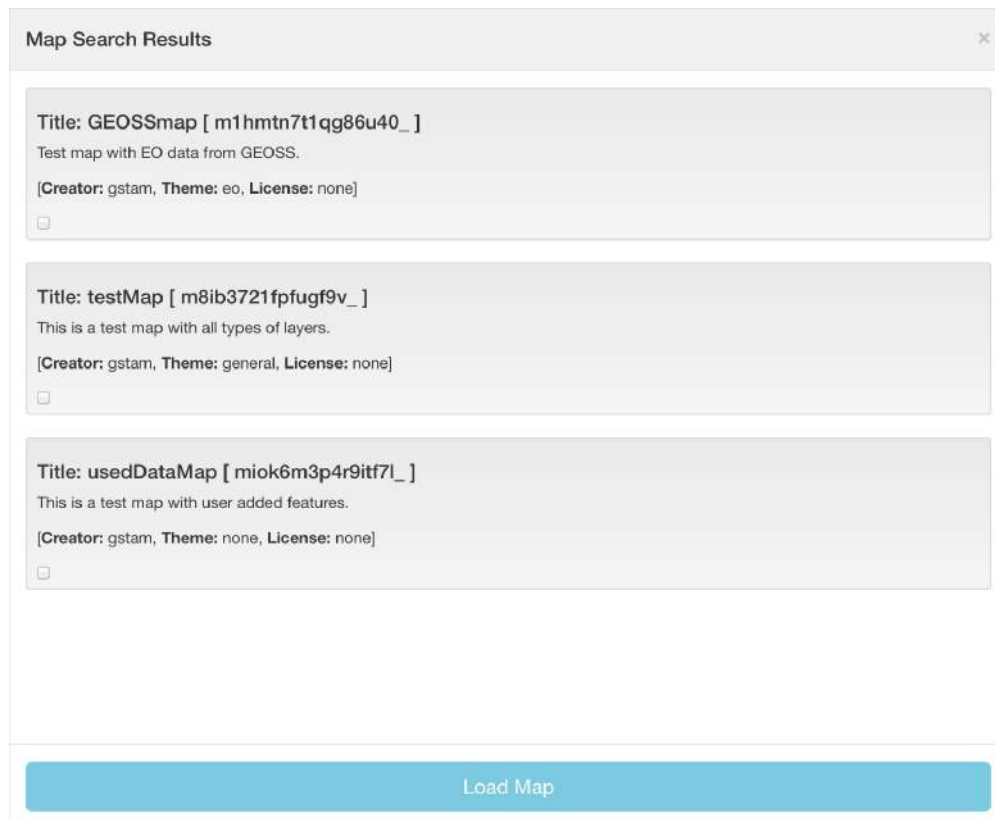 Map Search Results
×
Title: GEOSSmap [ m1hmtn7t1qg86u40_ ]
Test map with EO data from GEOSS.
[Creator: gstam, Theme: eo, License: none]
Title: testMap [ m8ib3721fpfugf9v_ ]
This is a test map with all types of layers.
[Creator: gstam, Theme: general, License: none]
Title: usedDataMap [ miok6m3p4r9itf7l_ ]
This is a test map with user added features.
[Creator: gstam, Theme: none, License: none]
Load Map